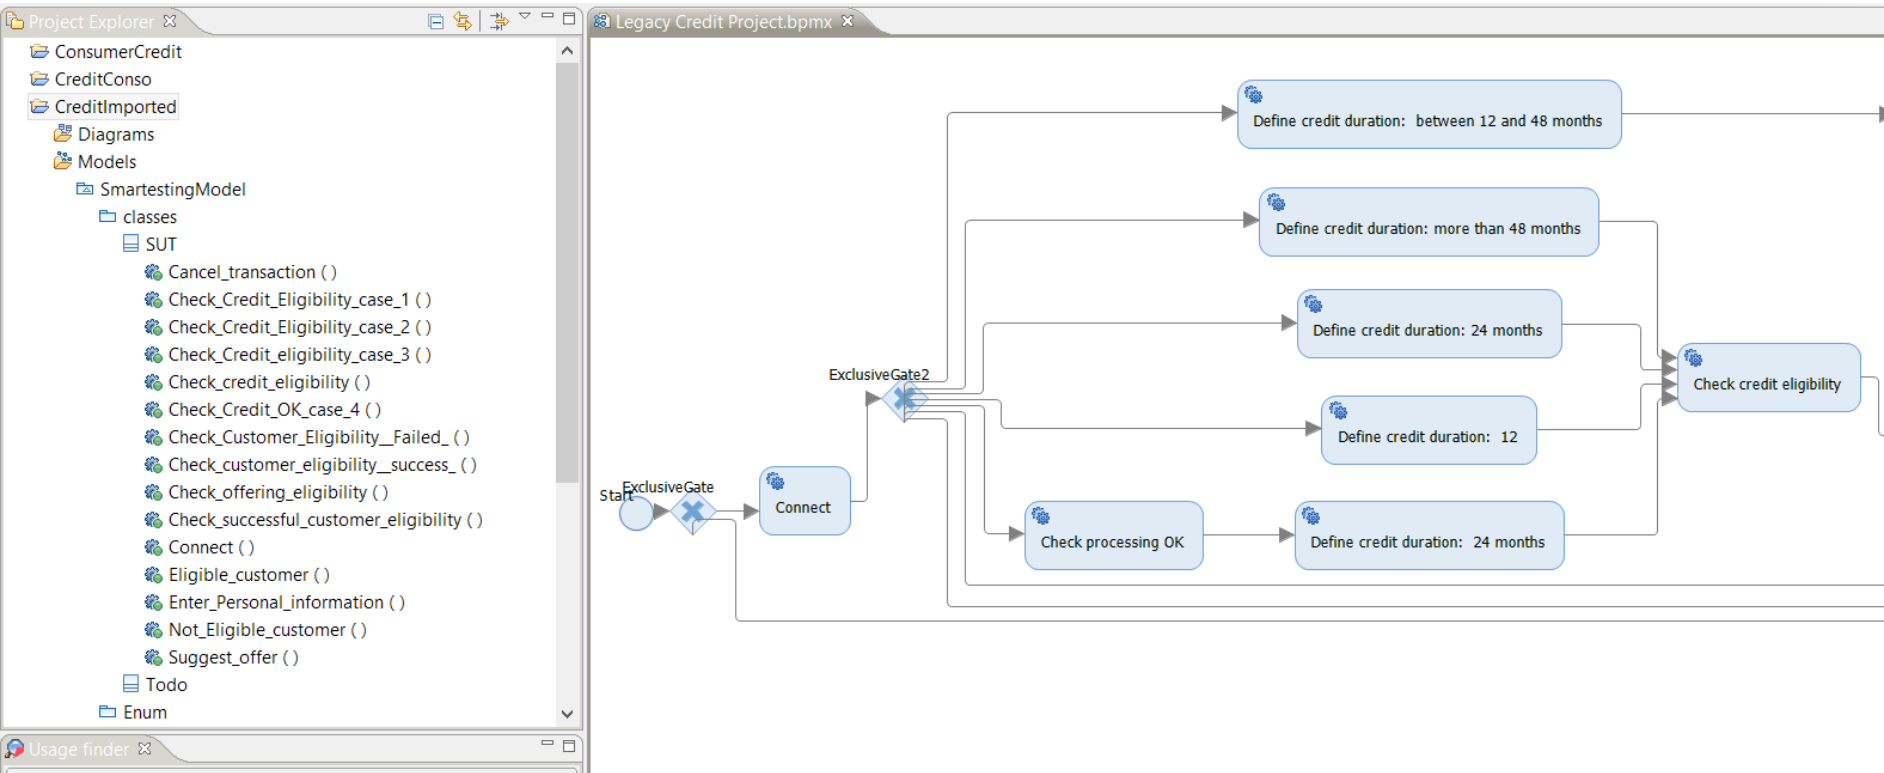 Project Explorer
ConsumerCredit
CreditConso
CreditImported
Diagrams
Models
SmartestingModel
classes
SUT
Cancel_transaction ( )
Check_Credit_Eligibility_case_1 ( )
Check_Credit_Eligibility_case_2 ( )
Check_Credit_eligibility_case_3 ( )
Check_credit_eligibility ( )
Check_Credit_OK_case_4 ( )
Check_Customer_Eligibility__Failed_ ( )
Check_customer_eligibility__success_ ( )
Check_offering_eligibility ( )
Check_successful_customer_eligibility ( )
Connect ( )
Eligible_customer ( )
Enter_Personal_information ( )
Not_Eligible_customer ( )
Suggest_offer ( )
Todo
Enum
Usage finder
Legacy Credit Project.bpmx
Define credit duration:  between 12 and 48 months
Define credit duration: more than 48 months
Define credit duration: 24 months
ExclusiveGate2
Check credit eligibility
Define credit duration:  12
Start
ExclusiveGate
Connect
Check processing OK
Define credit duration:  24 months